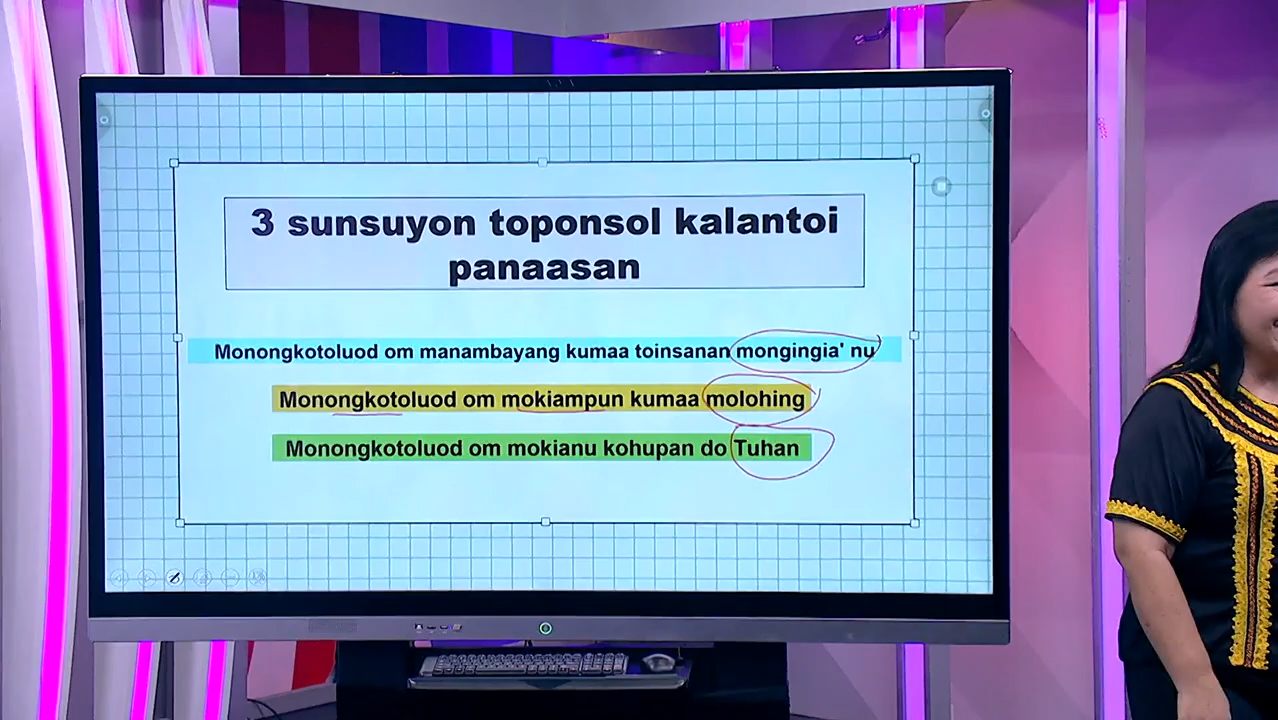 3 sunsuyon toponsol kalantoi
panaasan
Monongkotoluod om manambayang kumaa toinsanan mongingia' nu
Monongkotoluod om mokiampun kumaa molohing
Monongkotoluod om mokianu kohupan do Tuhan